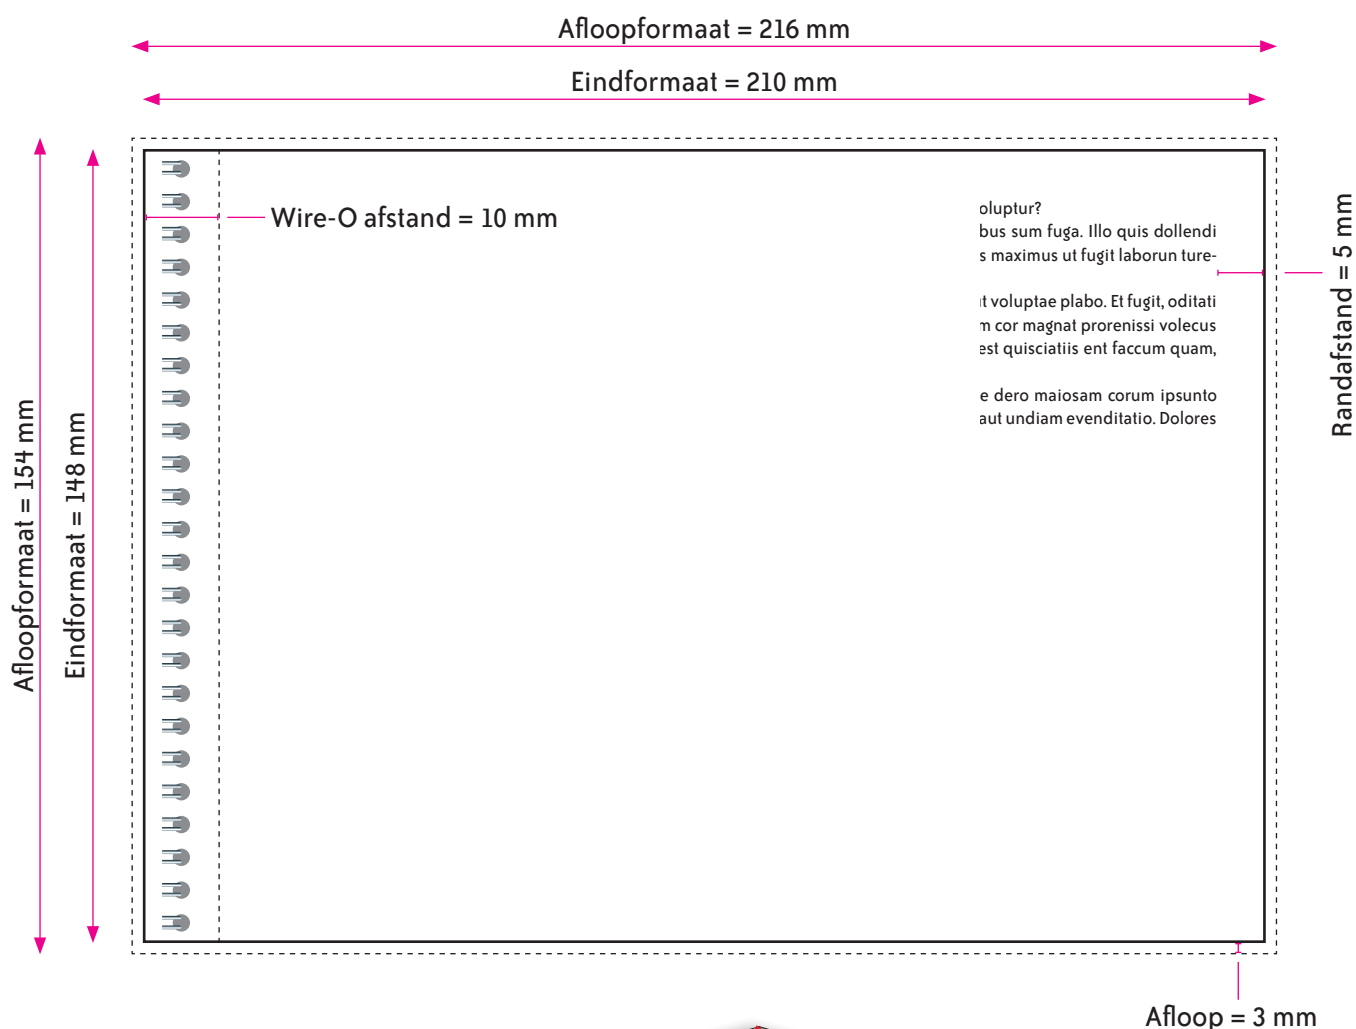 Afloopformaat = 216 mm
Eindformaat = 210 mm
Wire-O afstand = 10 mm
oluptur?
bus sum fuga. Illo quis dollendi
s maximus ut fugit laborun ture-
t voluptae plabo. Et fugit, oditati
m cor magnat prorenissi volecus
est quisciatiis ent faccum quam,
e dero maiosam corum ipsunto
aut undiam evenditatio. Dolores
Randafstand = 5 mm
Afloopformaat = 154 mm
Eindformaat = 148 mm
Afloop = 3 mm